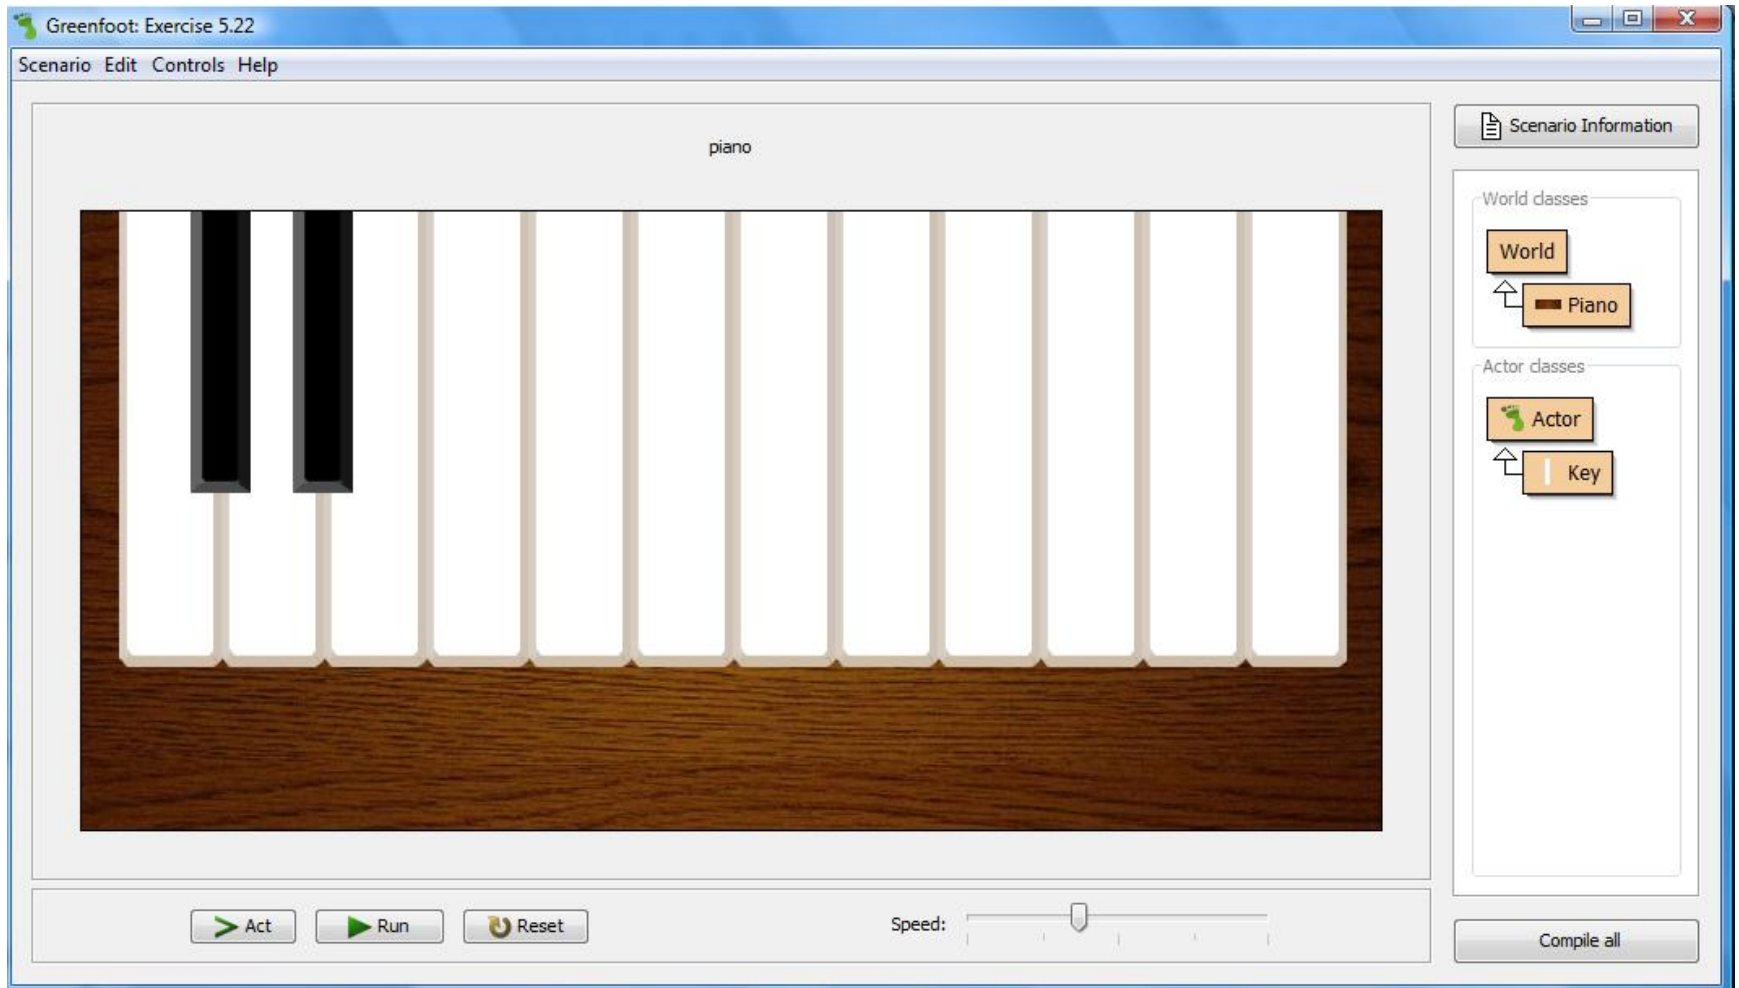 Greenfoot: Exercise 5.22
Scenario Edit Controls Help
piano
Scenario Information
World classes
World
Piano
Actor classes
Actor
Key
Act Run Reset Speed:
Compile all